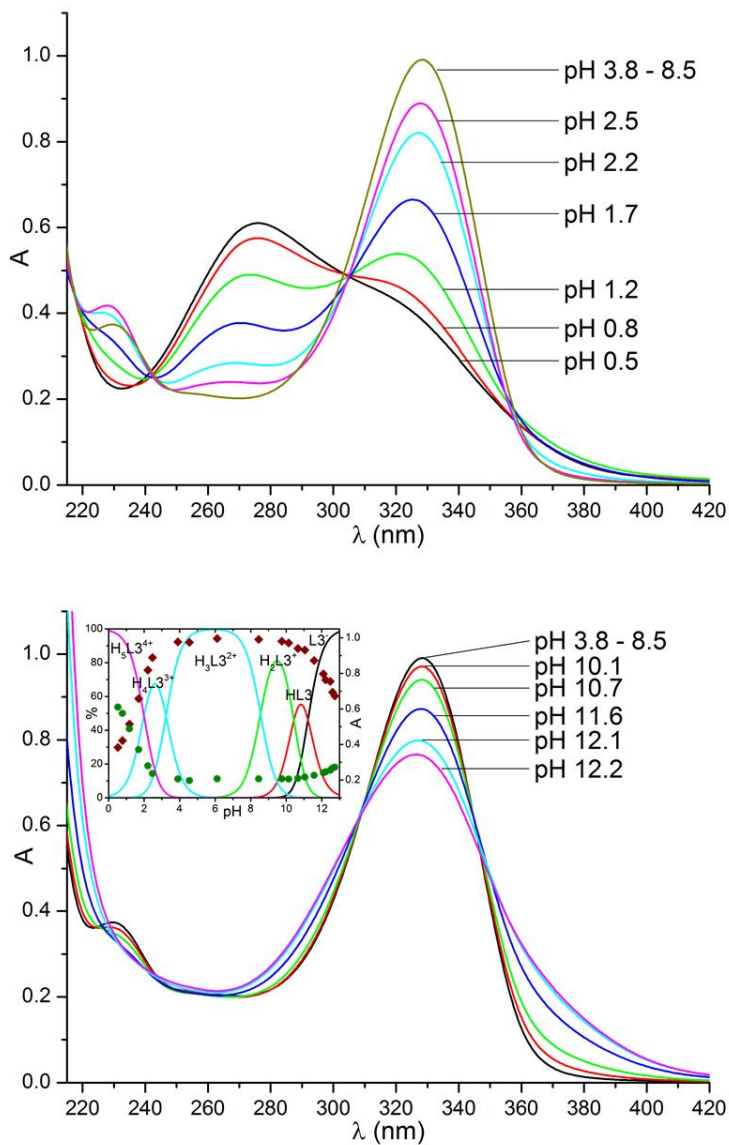 1.0
0.8
0.6
0.4
0.2
0.0
A
pH 3.8 - 8.5
pH 2.5
pH 2.2
pH 1.7
pH 1.2
pH 0.8
pH 0.5
220 240 260 280 300 320 340 360 380 400 420
λ (nm)
1.0
0.8
0.6
0.4
0.2
0.0
A
pH 3.8 - 8.5
pH 10.1
pH 10.7
pH 11.6
pH 12.1
pH 12.2
100
80
60
40
20
0
%
H₅L3⁴⁺
H₄L3³⁺
H₃L3²⁺
H₂L3⁺
HL3
L3⁻
1.0
0.8
0.6
0.4
0.2
A
0 2 4 6 8 10 12
pH
220 240 260 280 300 320 340 360 380 400 420
λ (nm)